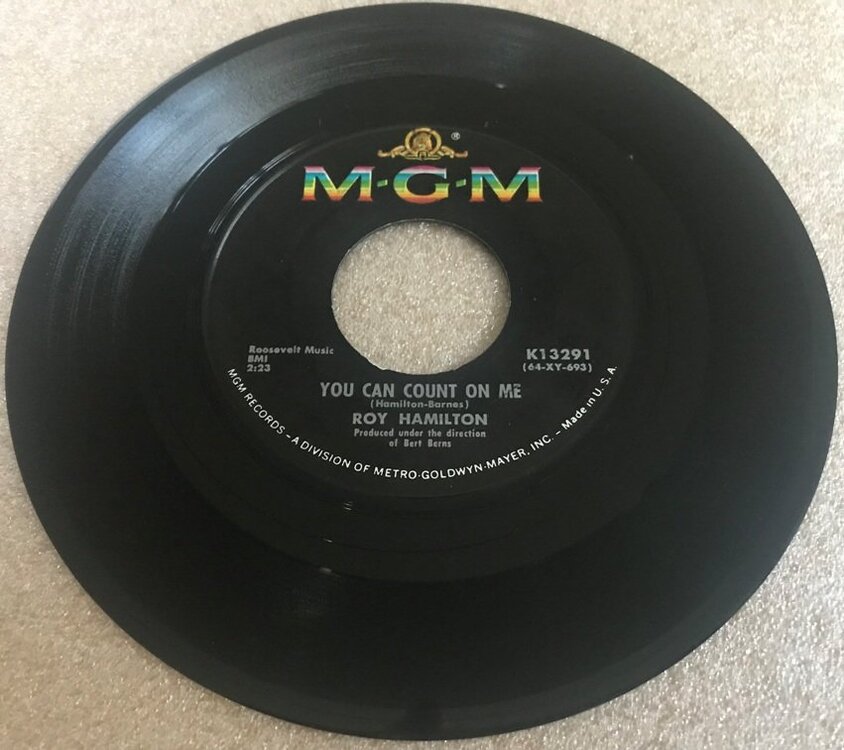 ®
M-G-M
Roosevelt Music
BMI
2:23
K13291
(64-XY-693)
YOU CAN COUNT ON ME
(Hamilton-Barnes)
ROY HAMILTON
Produced under the direction
of Bert Berns
MGM RECORDS – A DIVISION OF METRO-GOLDWYN-MAYER, INC. – Made in U.S.A.